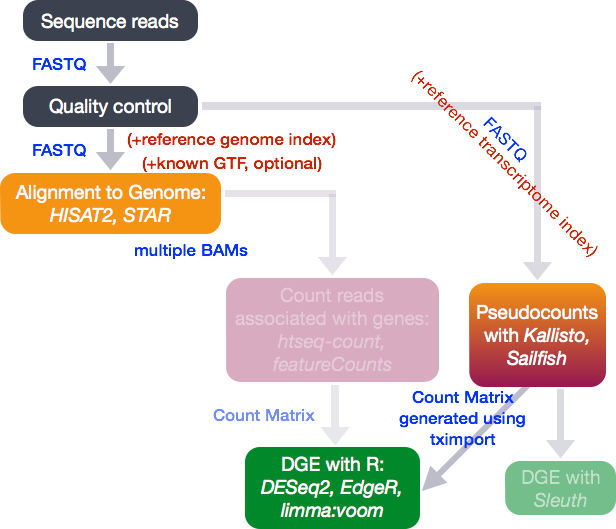 Sequence reads
FASTQ
Quality control
FASTQ
(+reference genome index)
(+known GTF, optional)
FASTQ
(+reference transcriptome index)
Alignment to Genome:
HISAT2, STAR
multiple BAMs
Count reads
associated with genes:
htseq-count,
featureCounts
Pseudocounts
with Kallisto,
Sailfish
Count Matrix
Count Matrix
generated using
tximport
DGE with R:
DESeq2, EdgeR,
limma:voom
DGE with
Sleuth